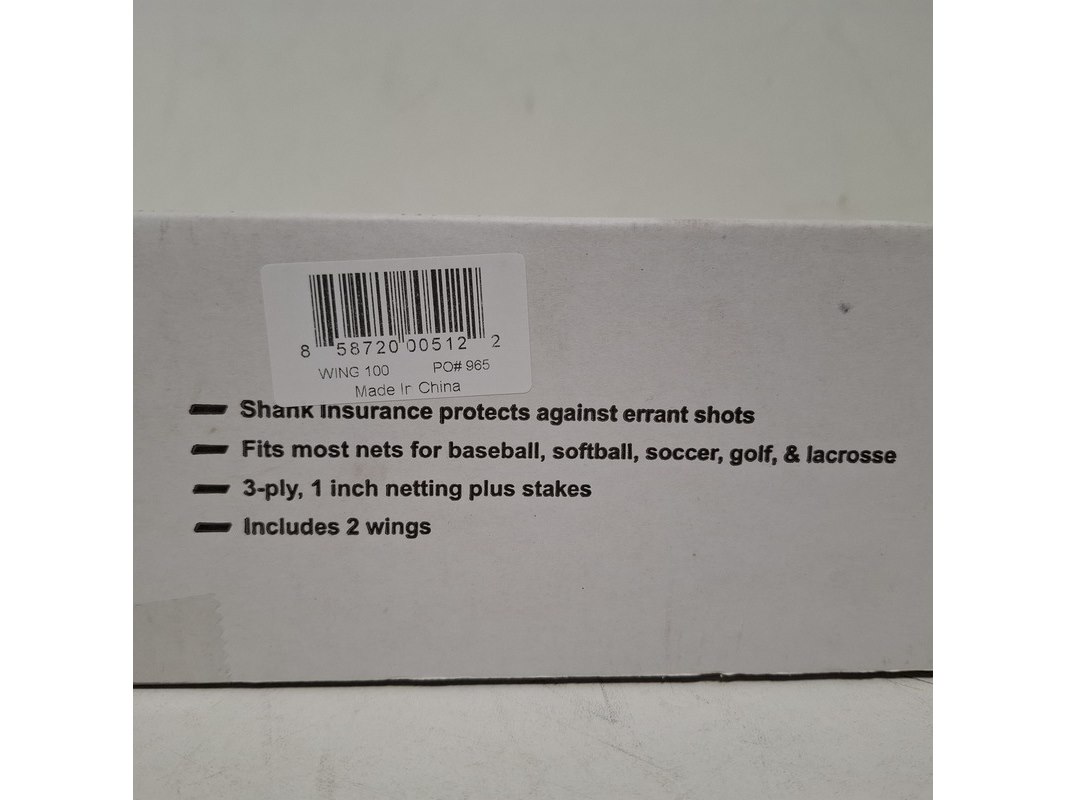 8 58720 00512 2
WING 100 PO# 965
Made In China
Shank Insurance protects against errant shots
Fits most nets for baseball, softball, soccer, golf, & lacrosse
3-ply, 1 inch netting plus stakes
Includes 2 wings